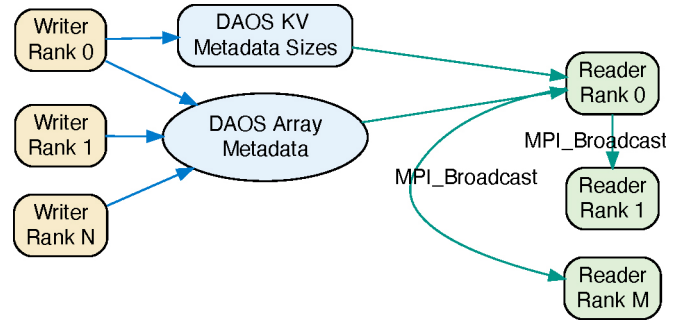 Writer
Rank 0
DAOS KV
Metadata Sizes
Reader
Rank 0
Writer
Rank 1
DAOS Array
Metadata
MPI_Broadcast
MPI_Broadcast
Reader
Rank 1
Writer
Rank N
Reader
Rank M